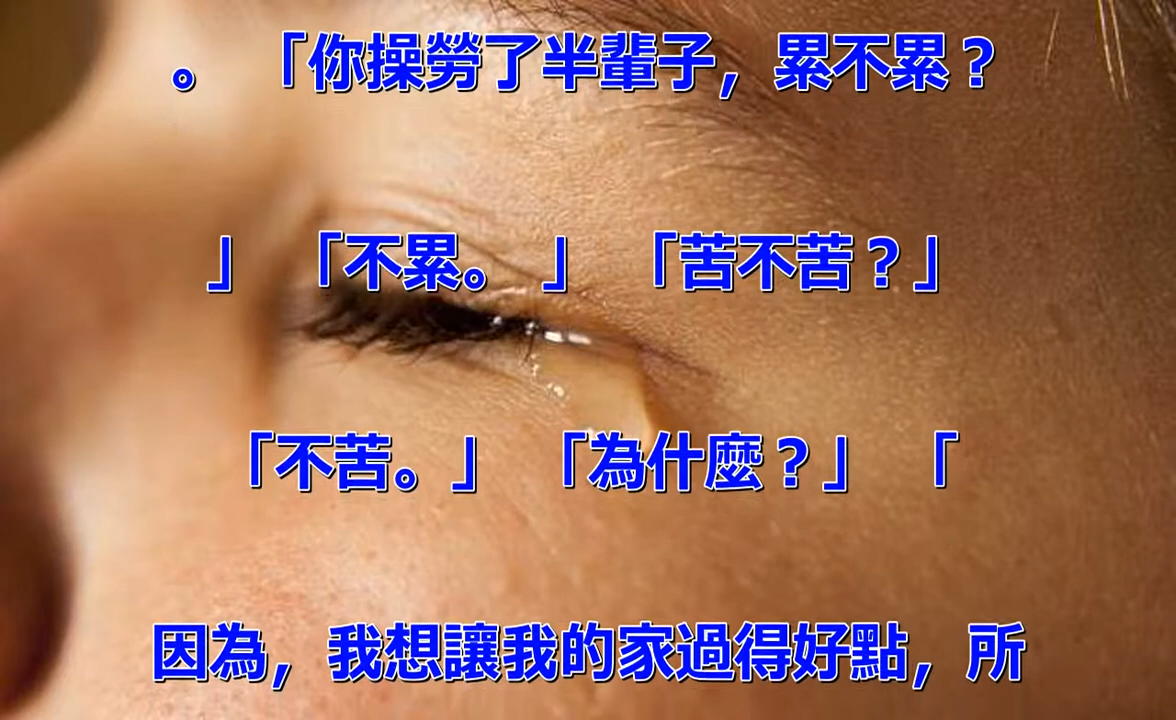 。 「你操勞了半輩子，累不累？
」 「不累。 」 「苦不苦？」
「不苦。」 「為什麼？」 「
因為，我想讓我的家過得好點，所